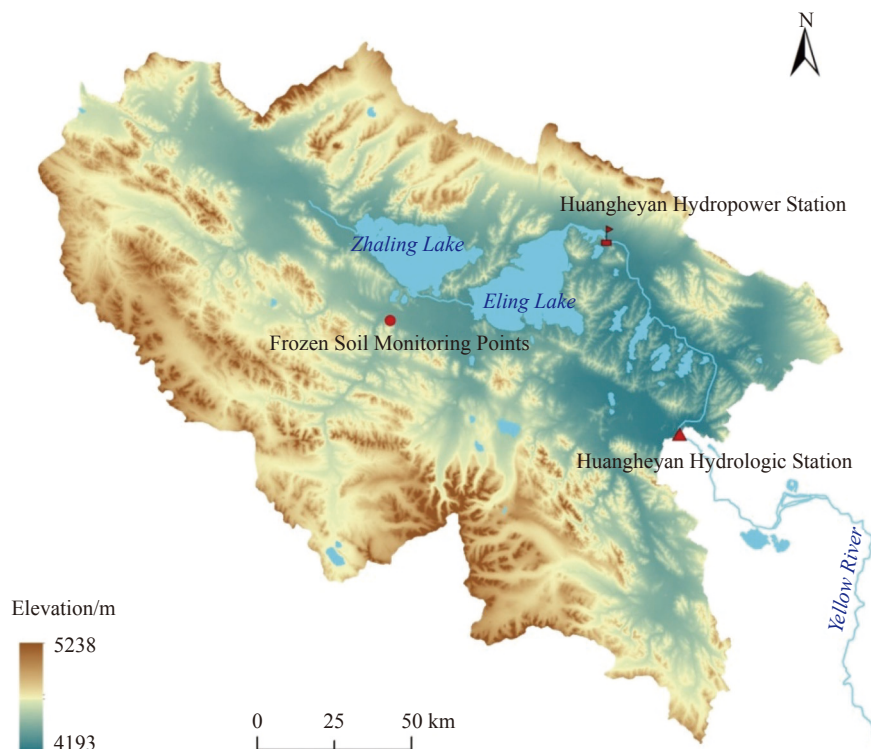 N
Huangheyan Hydropower Station
Zhaling Lake
Eling Lake
Frozen Soil Monitoring Points
Huangheyan Hydrologic Station
Yellow River
Elevation/m
5238
4193
0 25 50 km